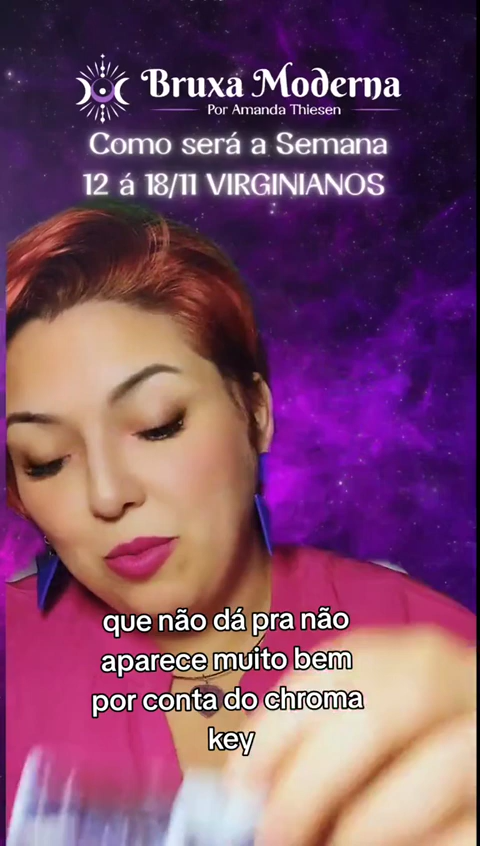 Bruxa Moderna
Por Amanda Thiesen
Como será a Semana
12 á 18/11 VIRGINIANOS
que não dá pra não
aparece muito bem
por conta do chroma
key